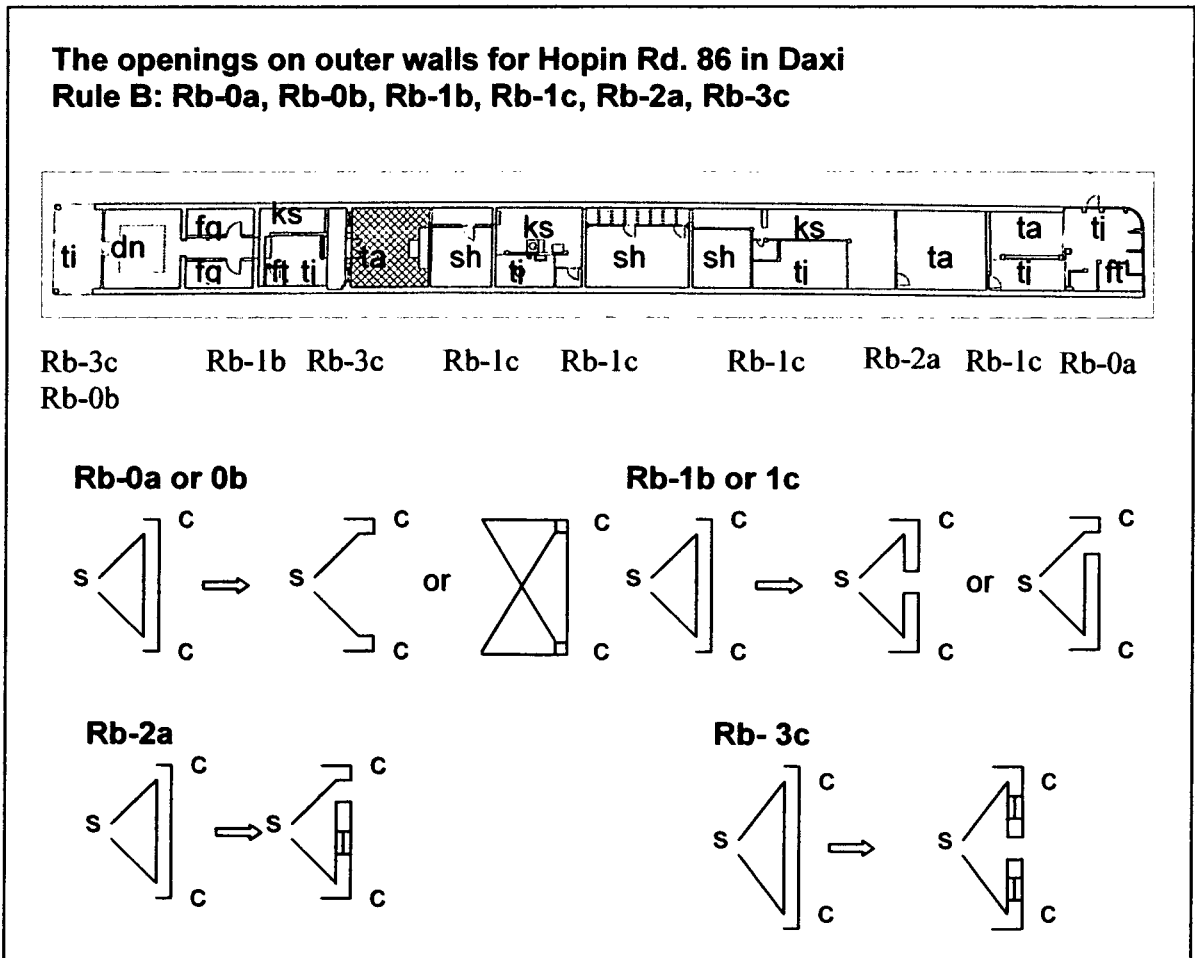 The openings on outer walls for Hopin Rd. 86 in Daxi
Rule B: Rb-0a, Rb-0b, Rb-1b, Rb-1c, Rb-2a, Rb-3c
ti dn fq ks ta sh ks sh sh ks ta ta tj
fq ft tj tj tj tj ft
Rb-3c Rb-1b Rb-3c Rb-1c Rb-1c Rb-1c Rb-2a Rb-1c Rb-0a
Rb-0b
Rb-0a or 0b Rb-1b or 1c
c c c c c c
s s or s s or s
c c c c c c
Rb-2a Rb- 3c
c c c c
s s s s
c c c c